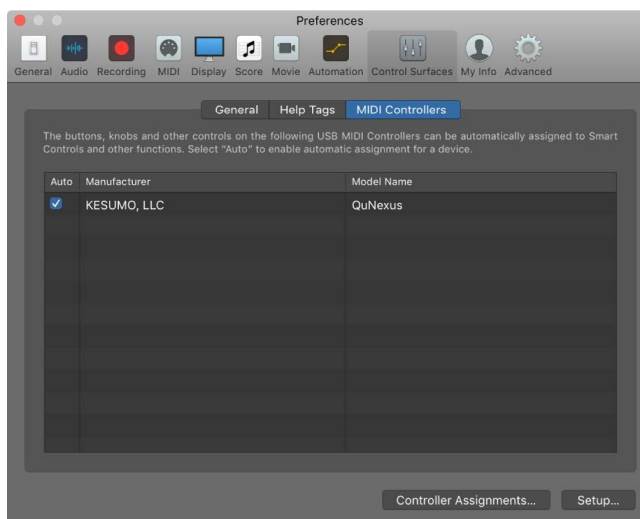 Preferences
General Audio Recording MIDI Display Score Movie Automation Control Surfaces My Info Advanced
General Help Tags MIDI Controllers
The buttons, knobs and other controls on the following USB MIDI Controllers can be automatically assigned to Smart
Controls and other functions. Select "Auto" to enable automatic assignment for a device.
Auto Manufacturer Model Name
KESUMO, LLC QuNexus
Controller Assignments... Setup...